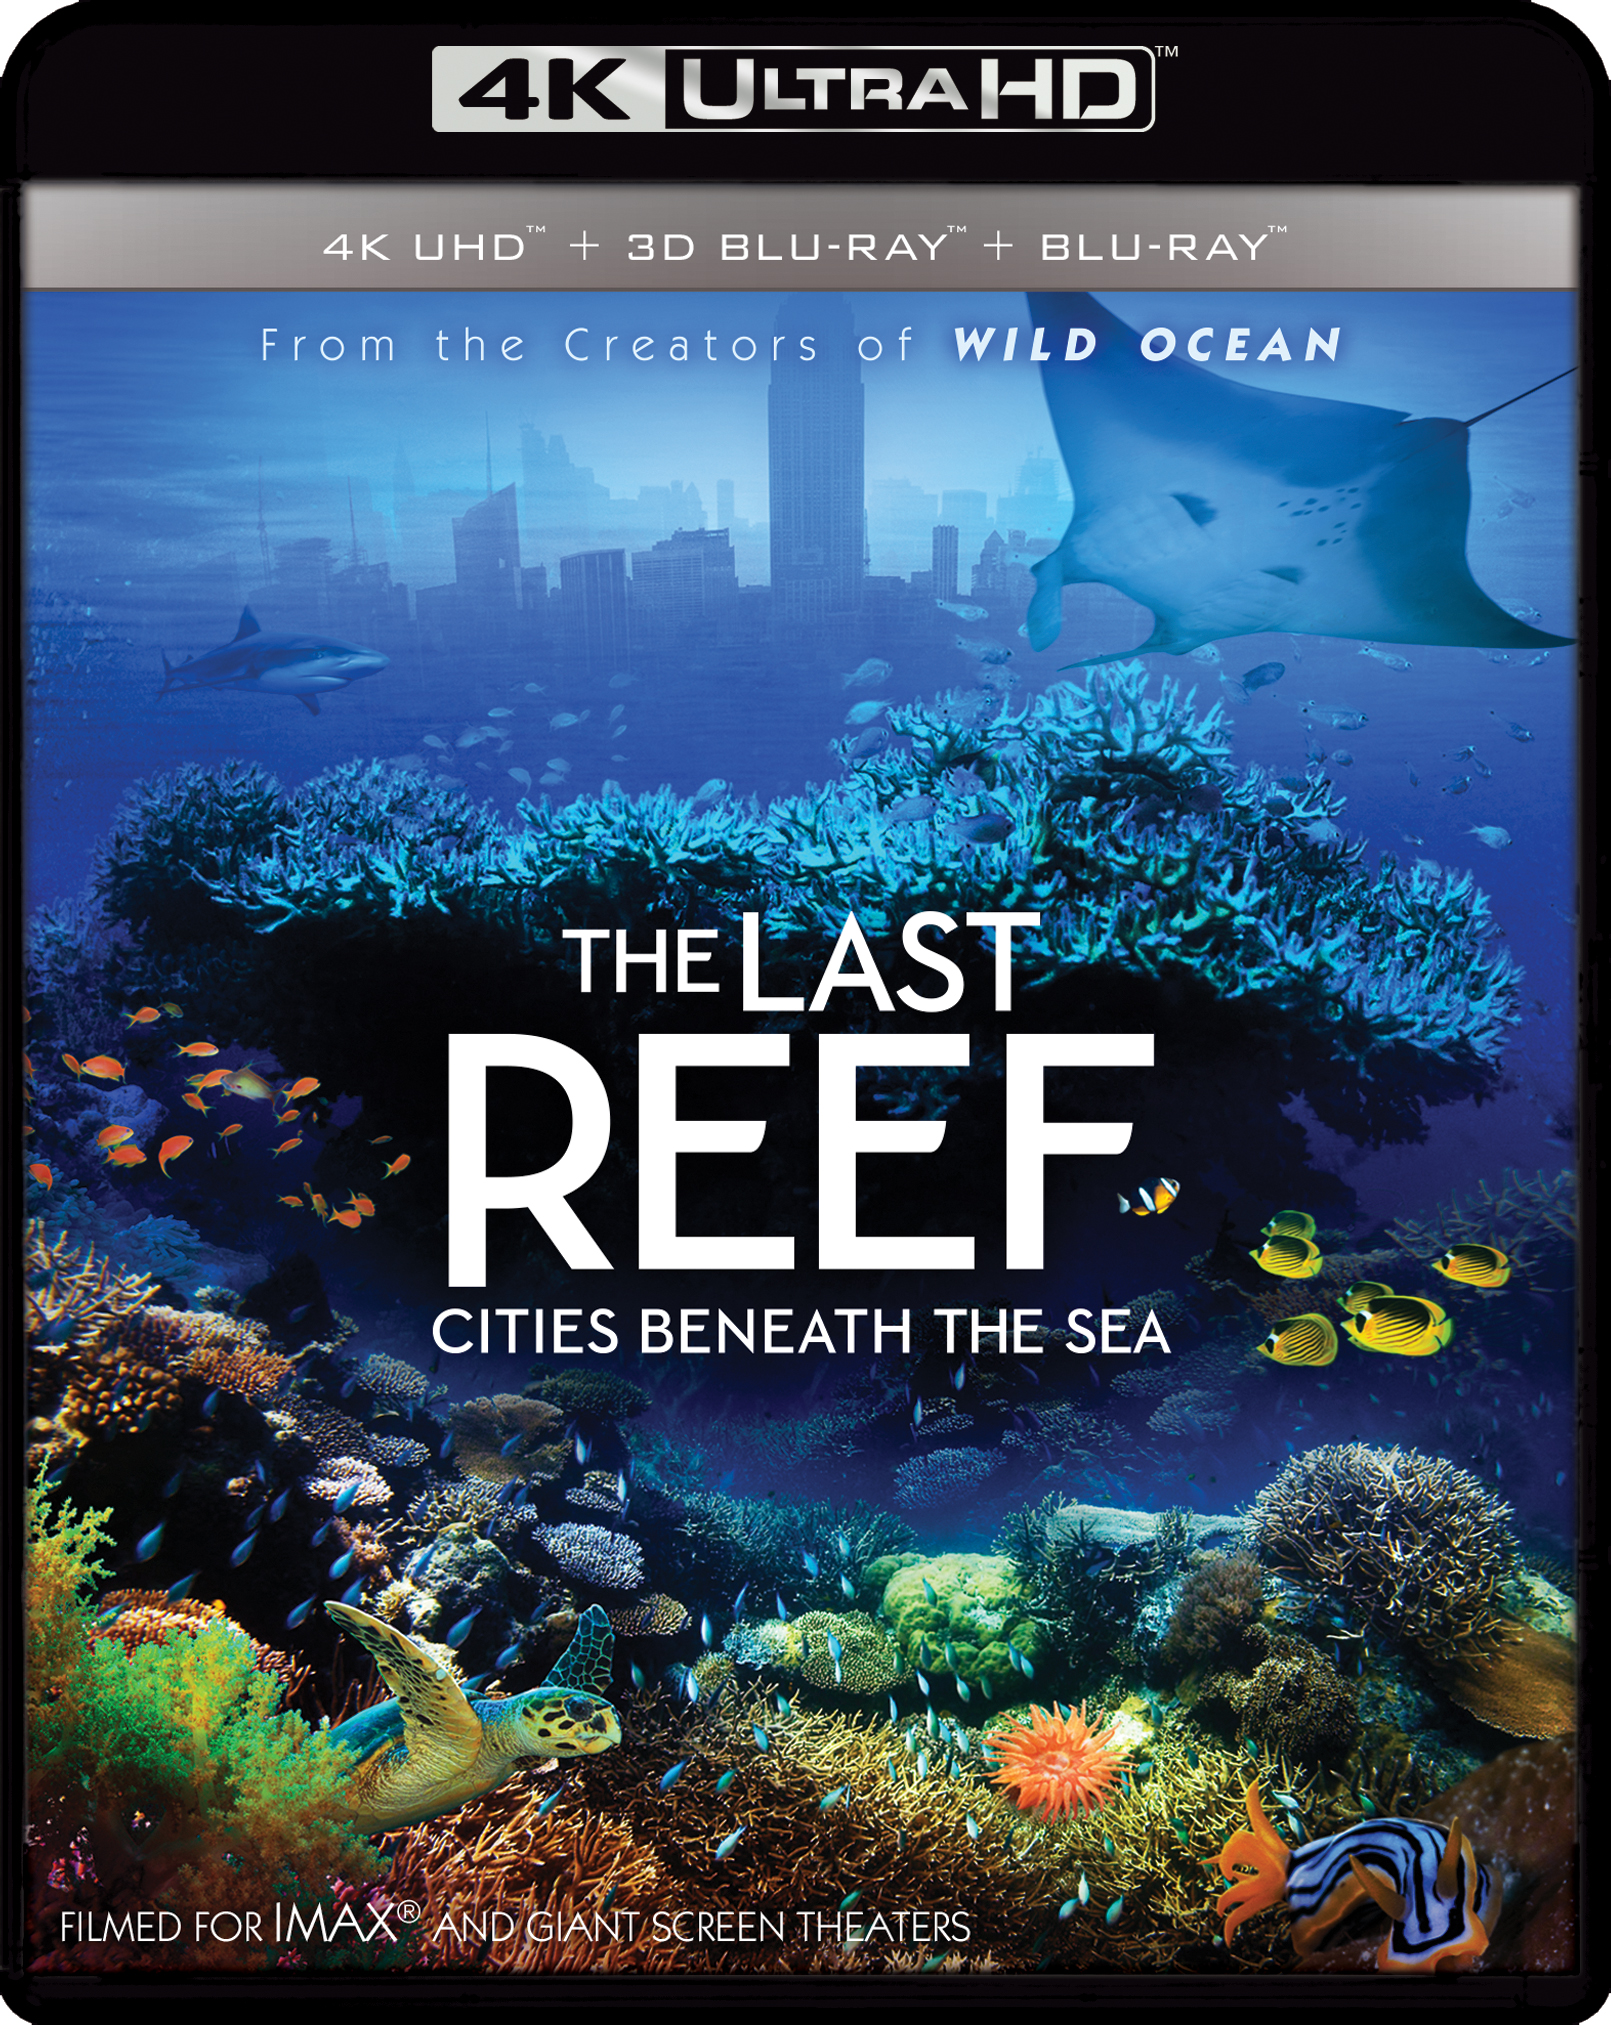 4K ULTRA HD™
4K UHD™ + 3D BLU-RAY™ + BLU-RAY™
From the Creators of WILD OCEAN
THE LAST
REEF
CITIES BENEATH THE SEA
FILMED FOR IMAX® AND GIANT SCREEN THEATERS